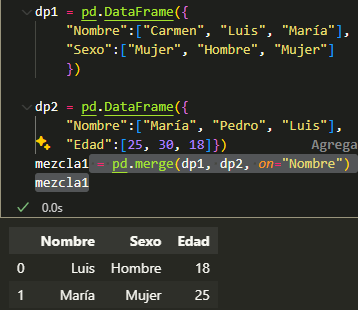 dp1 = pd.DataFrame({
"Nombre":["Carmen", "Luis", "María"],
"Sexo":["Mujer", "Hombre", "Mujer"]
})
dp2 = pd.DataFrame({
"Nombre":["María", "Pedro", "Luis"],
"Edad":[25, 30, 18]}) Agrega
mezcla1 = pd.merge(dp1, dp2, on="Nombre")
mezcla1
0.0s
Nombre Sexo Edad
0 Luis Hombre 18
1 María Mujer 25